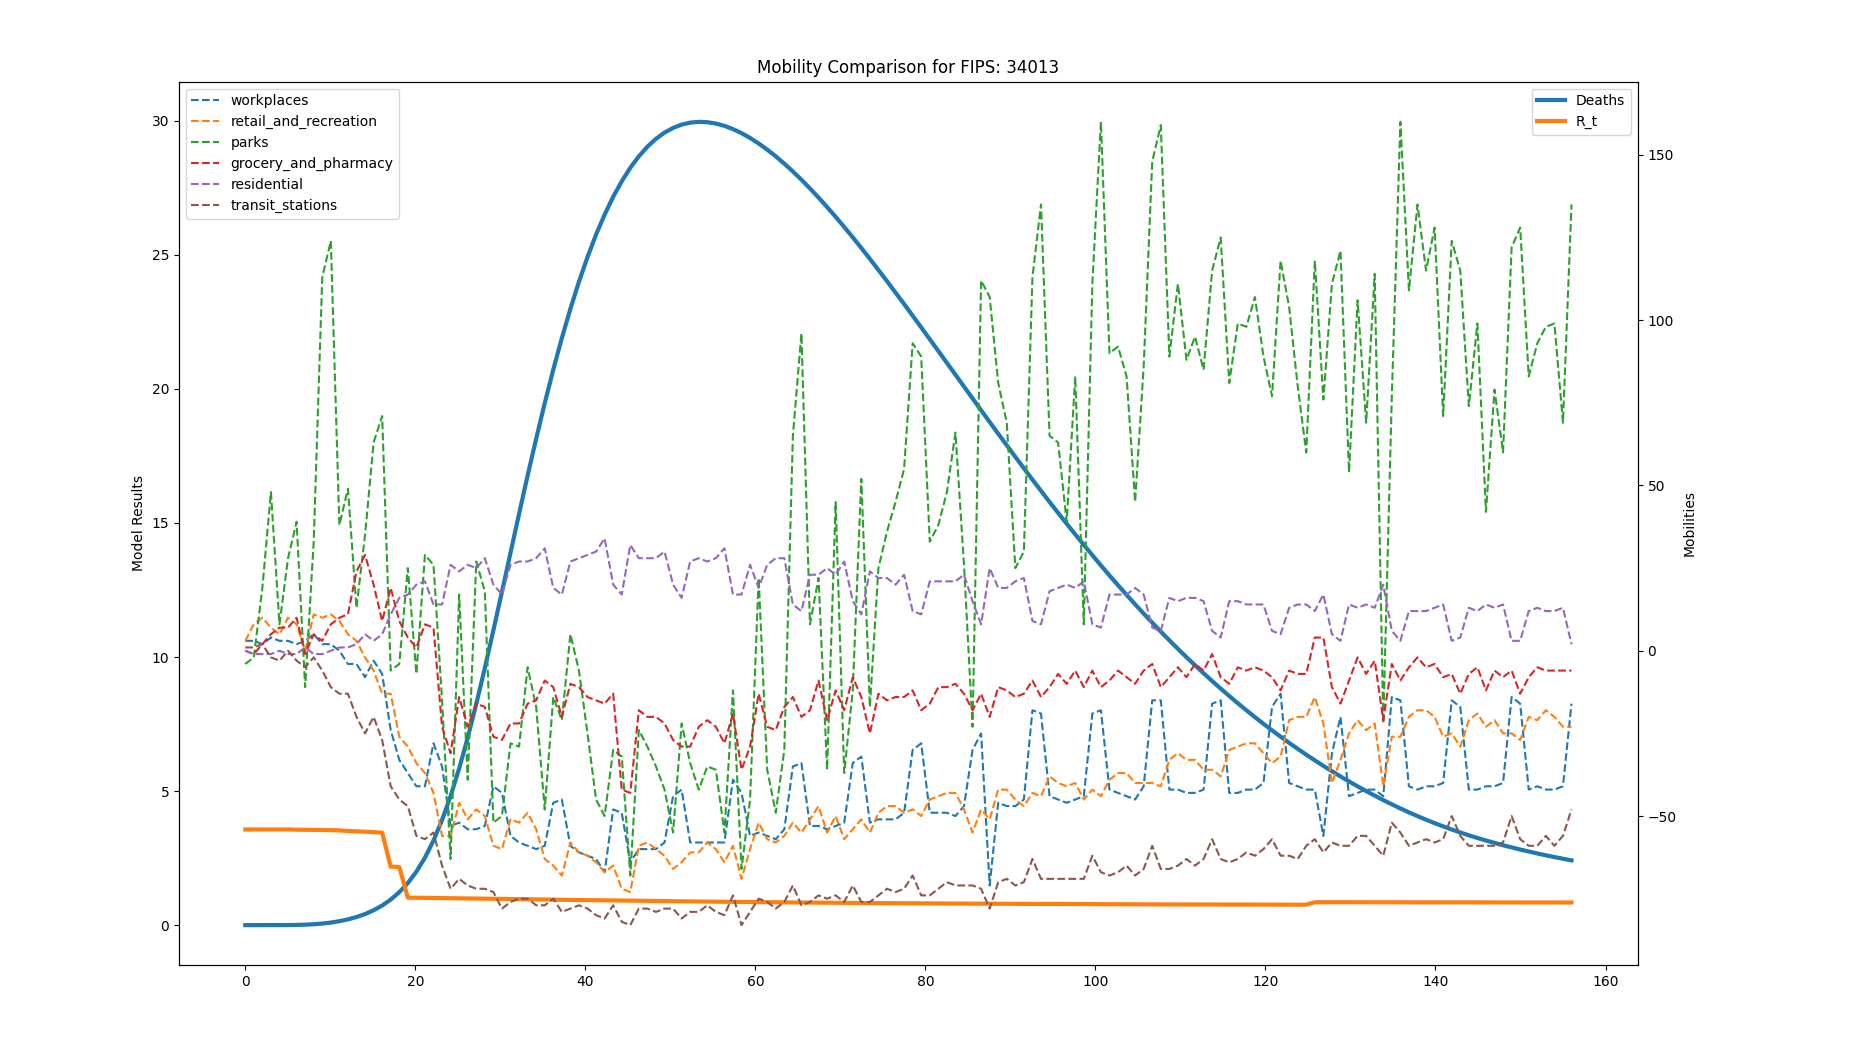 Mobility Comparison for FIPS: 34013
workplaces
retail_and_recreation
parks
grocery_and_pharmacy
residential
transit_stations
Deaths
R_t
30
25
20
15
10
5
0
Model Results
150
100
50
0
−50
Mobilities
0 20 40 60 80 100 120 140 160